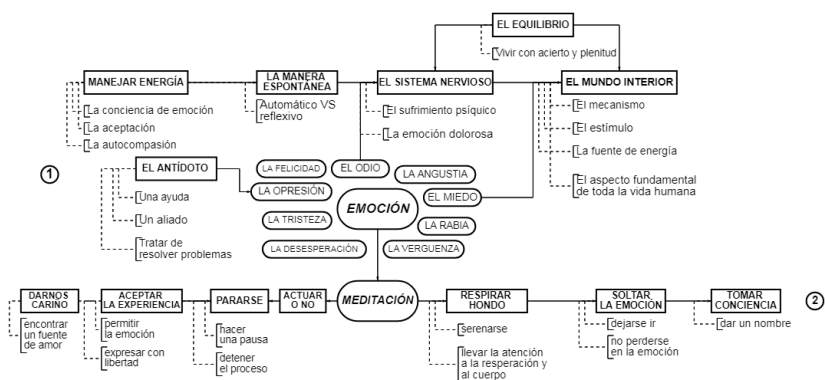 EL EQUILIBRIO
Vivir con acierto y plenitud
MANEJAR ENERGÍA
La conciencia de emoción
La aceptación
La autocompasión
LA MANERA
ESPONTÁNEA
Automático VS
reflexivo
EL SISTEMA NERVIOSO
El sufrimiento psíquico
La emoción dolorosa
EL MUNDO INTERIOR
El mecanismo
El estímulo
La fuente de energía
El aspecto fundamental
de toda la vida humana
1
EL ANTÍDOTO
Una ayuda
Un aliado
Tratar de
resolver problemas
LA FELICIDAD
EL ODIO
LA ANGUSTIA
LA OPRESIÓN
EL MIEDO
EMOCIÓN
LA TRISTEZA
LA RABIA
LA DESESPERACIÓN
LA VERGUENZA
DARNOS
CARIÑO
encontrar
un fuente
de amor
ACEPTAR
LA EXPERIENCIA
permitir
la emoción
expresar con
libertad
PARARSE
hacer
una pausa
detener
el proceso
ACTUAR
O NO
MEDITACIÓN
RESPIRAR
HONDO
serenarse
llevar la atención
a la resperación y
al cuerpo
SOLTAR
LA EMOCIÓN
dejarse ir
no perderse
en la emoción
TOMAR
CONCIENCIA
dar un nombre
2